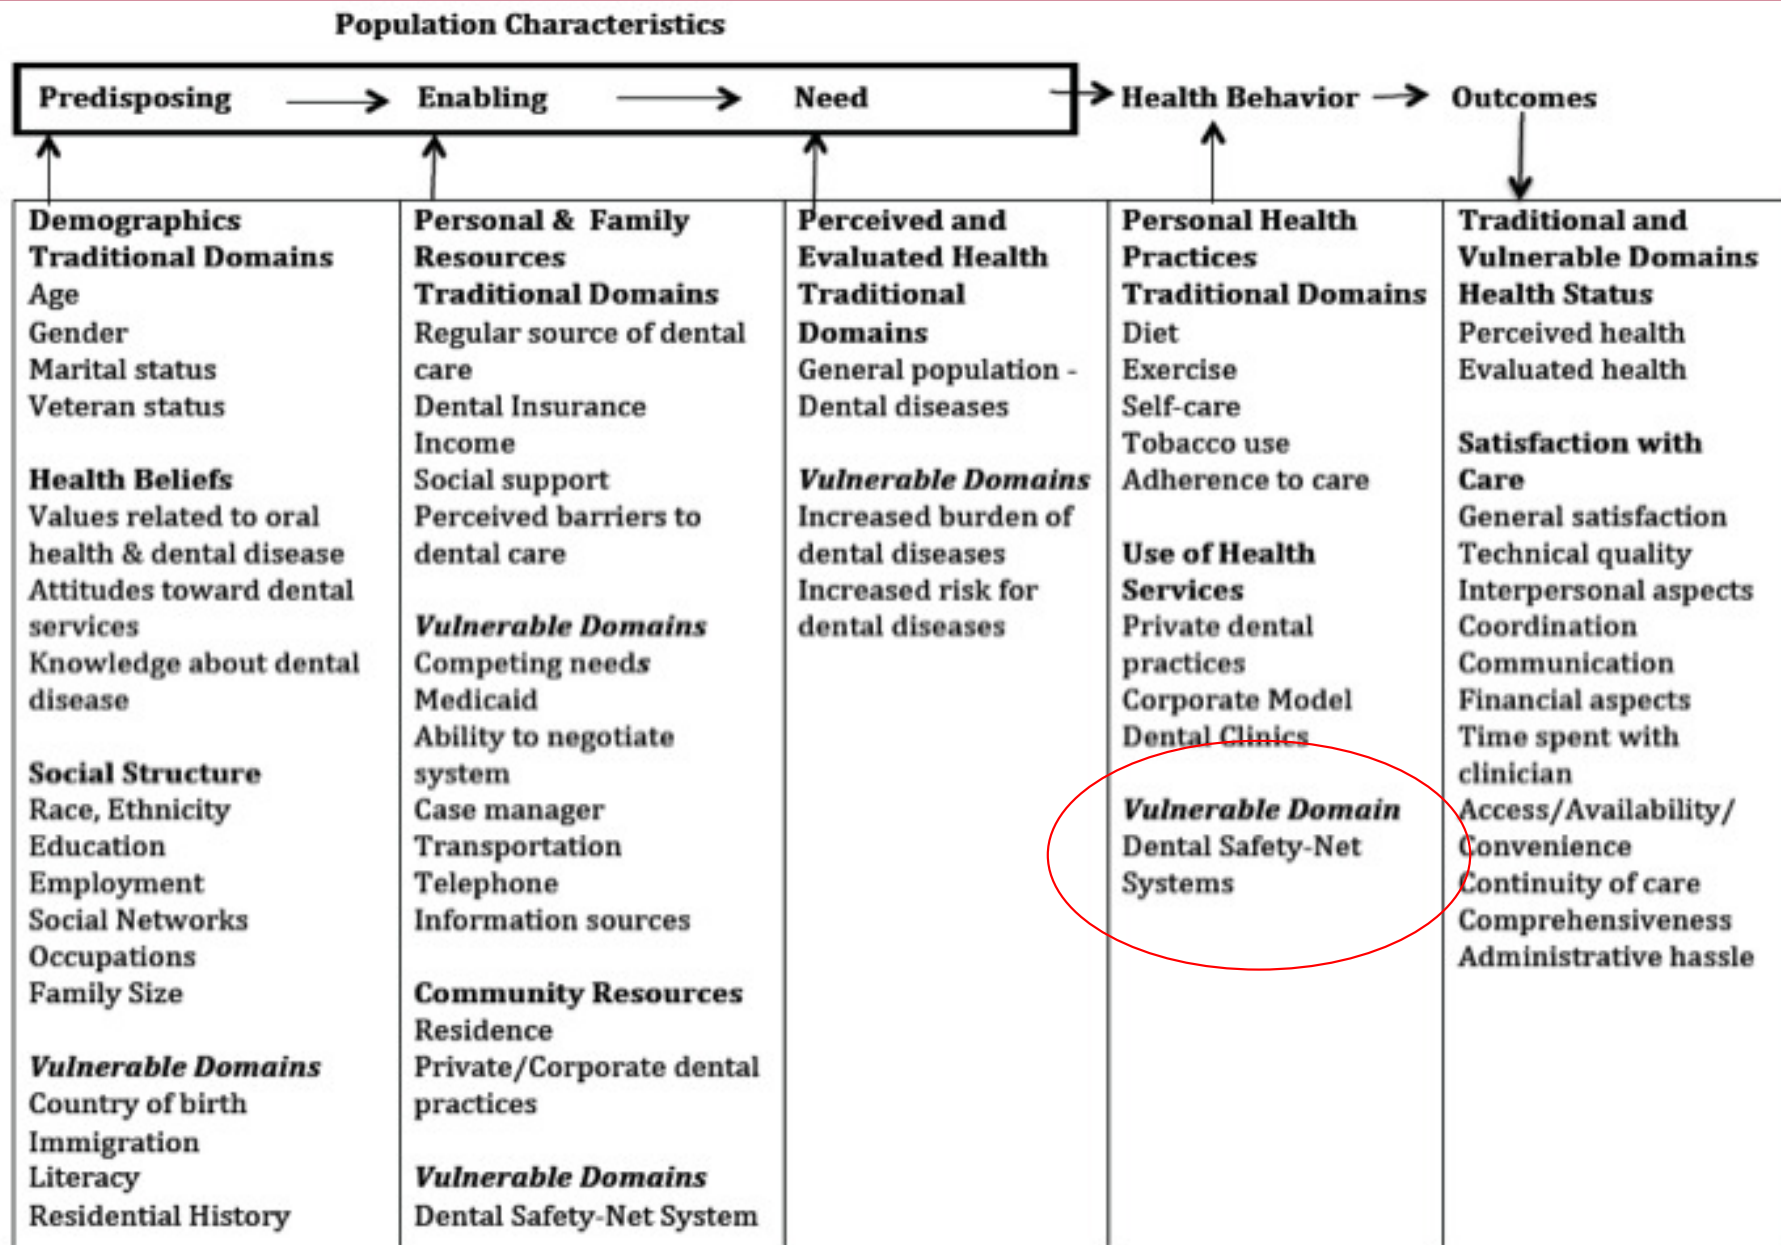 Population Characteristics
Predisposing
Enabling
Need
Health Behavior
Outcomes
Demographics
Traditional Domains
Age
Gender
Marital status
Veteran status
Health Beliefs
Values related to oral
health & dental disease
Attitudes toward dental
services
Knowledge about dental
disease
Social Structure
Race, Ethnicity
Education
Employment
Social Networks
Occupations
Family Size
Vulnerable Domains
Country of birth
Immigration
Literacy
Residential History
Personal & Family
Resources
Traditional Domains
Regular source of dental
care
Dental Insurance
Income
Social support
Perceived barriers to
dental care
Vulnerable Domains
Competing needs
Medicaid
Ability to negotiate
system
Case manager
Transportation
Telephone
Information sources
Community Resources
Residence
Private/Corporate dental
practices
Vulnerable Domains
Dental Safety-Net System
Perceived and
Evaluated Health
Traditional
Domains
General population -
Dental diseases
Vulnerable Domains
Increased burden of
dental diseases
Increased risk for
dental diseases
Personal Health
Practices
Traditional Domains
Diet
Exercise
Self-care
Tobacco use
Adherence to care
Use of Health
Services
Private dental
practices
Corporate Model
Dental Clinics
Vulnerable Domain
Dental Safety-Net
Systems
Traditional and
Vulnerable Domains
Health Status
Perceived health
Evaluated health
Satisfaction with
Care
General satisfaction
Technical quality
Interpersonal aspects
Coordination
Communication
Financial aspects
Time spent with
clinician
Access/Availability/
Convenience
Continuity of care
Comprehensiveness
Administrative hassle